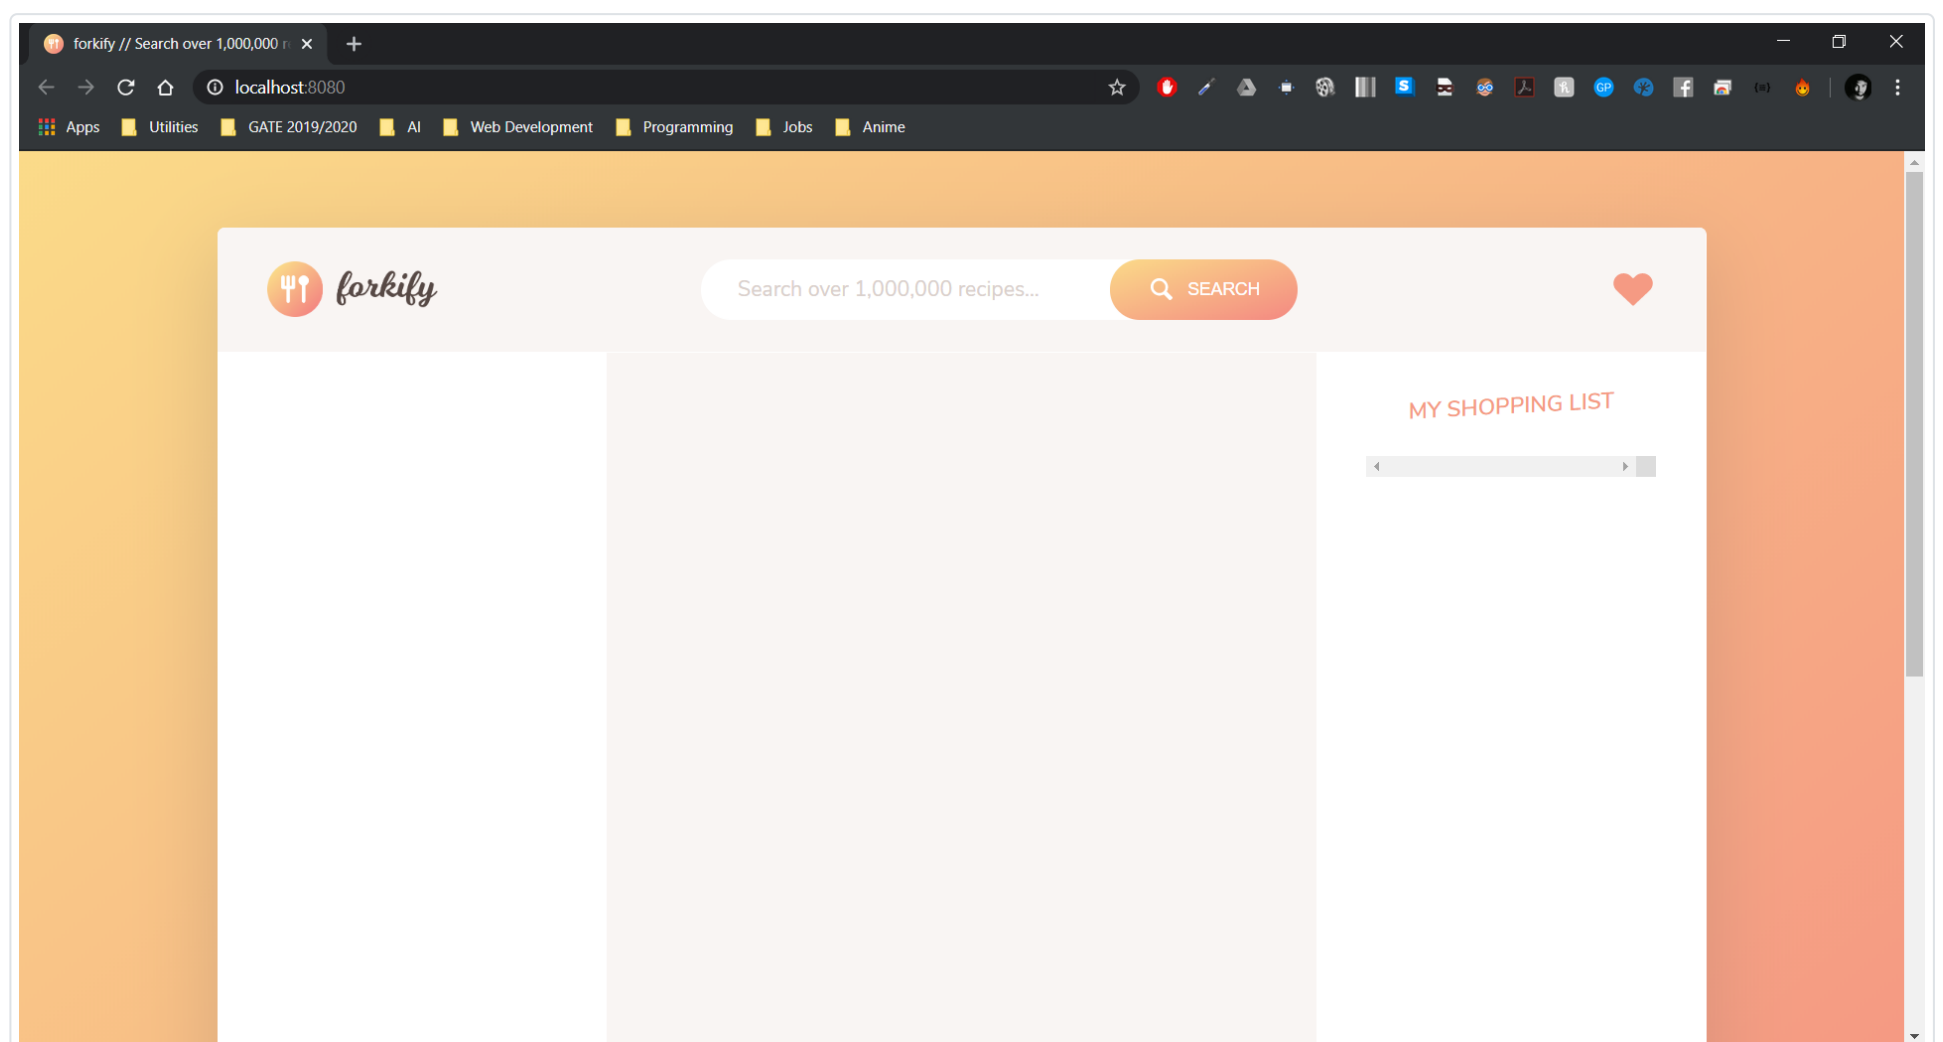 forkify // Search over 1,000,000 r
localhost:8080
Apps Utilities GATE 2019/2020 AI Web Development Programming Jobs Anime
forkify
Search over 1,000,000 recipes...
SEARCH
MY SHOPPING LIST